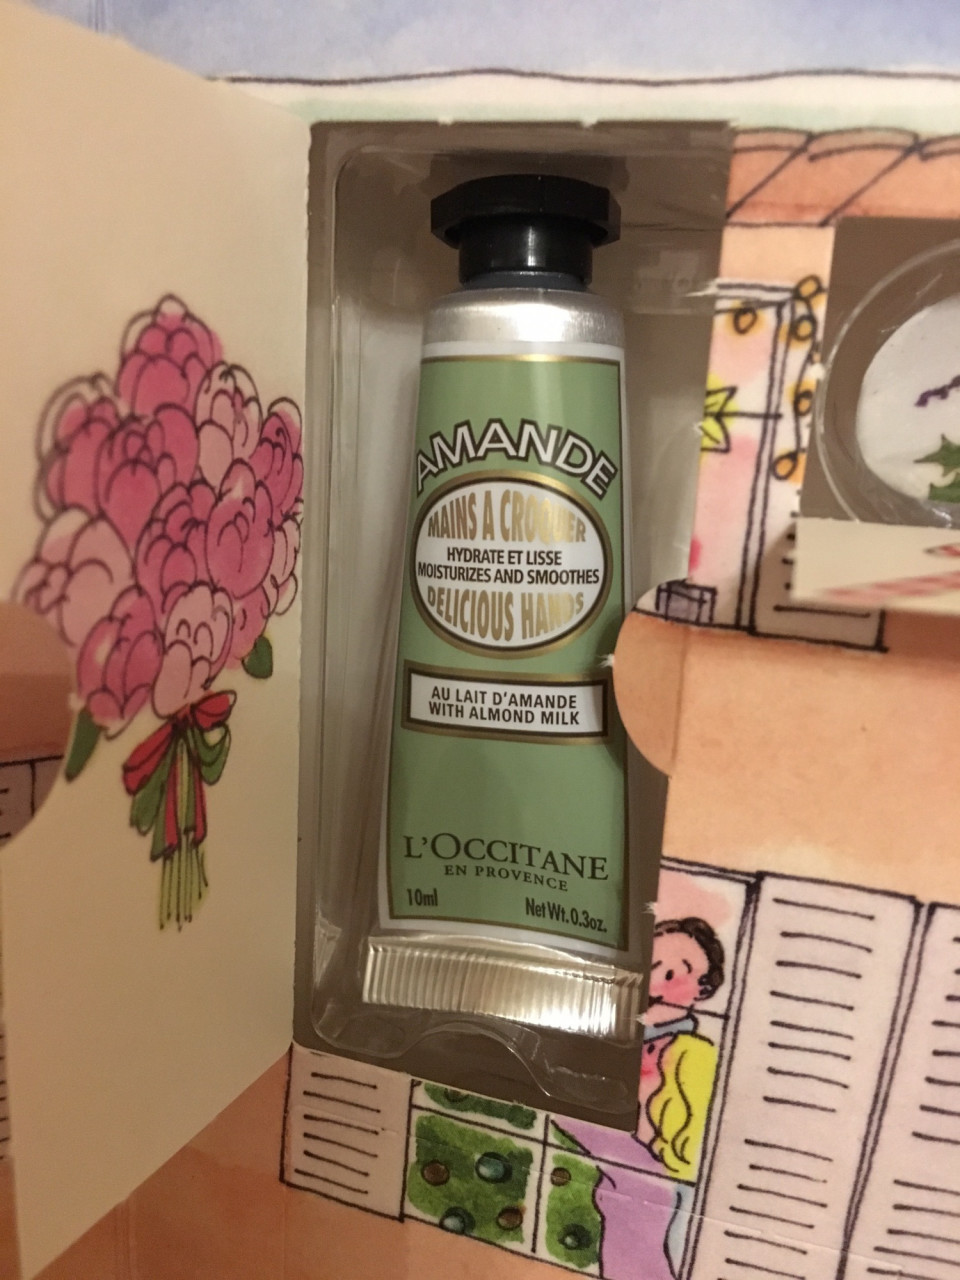 AMANDE
MAINS A CROQUER
HYDRATE ET LISSE
MOISTURIZES AND SMOOTHES
DELICIOUS HANDS
AU LAIT D'AMANDE
WITH ALMOND MILK
L'OCCITANE
EN PROVENCE
10ml Net Wt. 0.3oz.